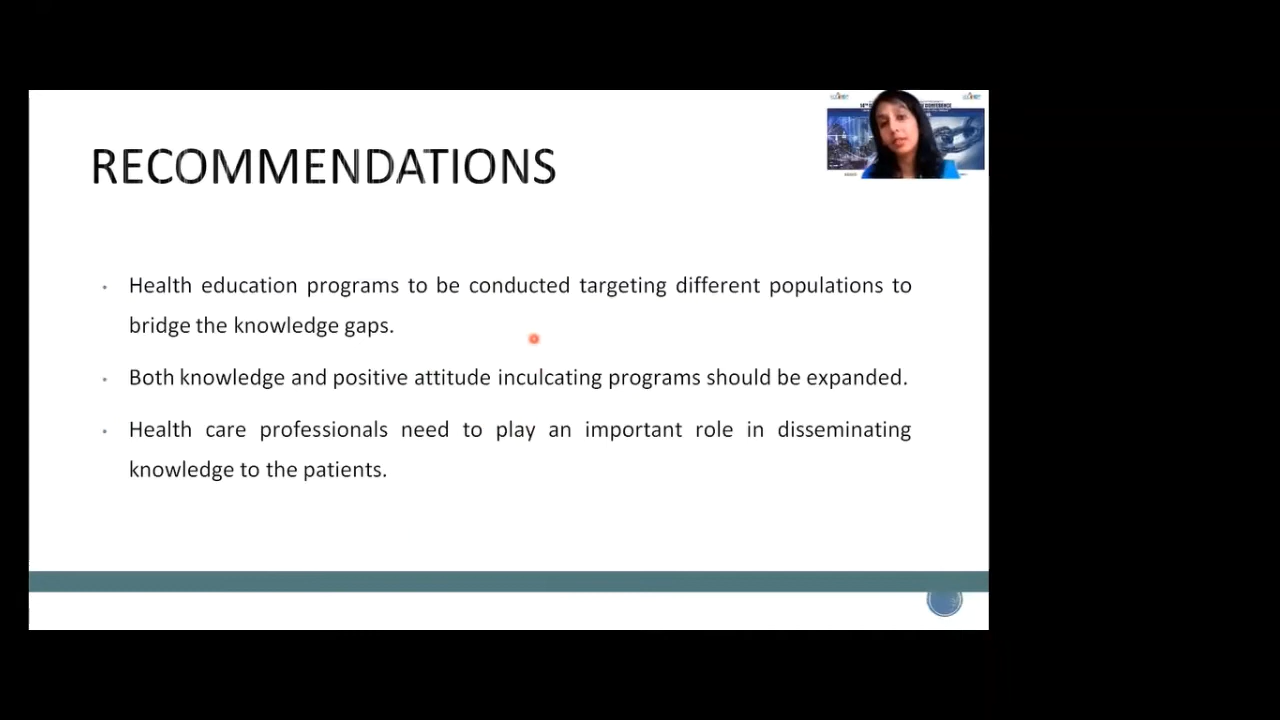 RECOMMENDATIONS
Health education programs to be conducted targeting different populations to
bridge the knowledge gaps.
Both knowledge and positive attitude inculcating programs should be expanded.
Health care professionals need to play an important role in disseminating
knowledge to the patients.